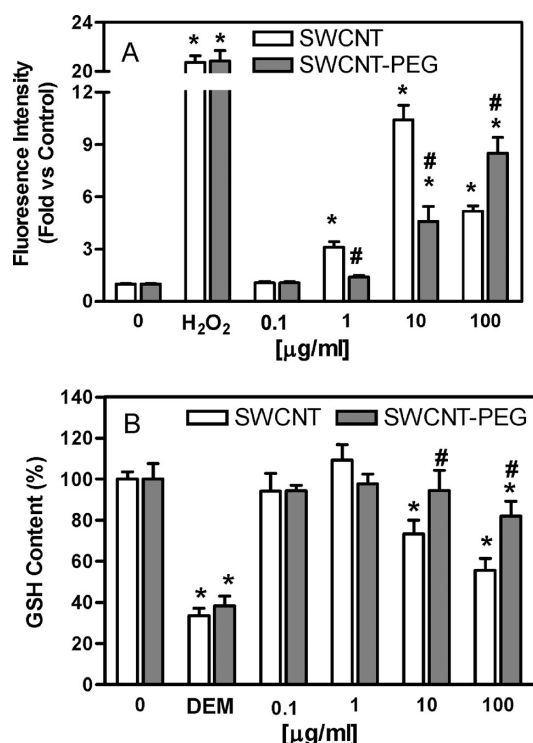 A
SWCNT
SWCNT-PEG
Fluoresence Intensity
(Fold vs Control)
24
20
9
6
3
0
* *
*
#
#
*
*
#
*
0 H₂O₂ 0.1 1 10 100
[μg/ml]
B
SWCNT SWCNT-PEG
GSH Content (%)
140
120
100
80
60
40
20
0
* *
*
#
*
#
*
0 DEM 0.1 1 10 100
[μg/ml]